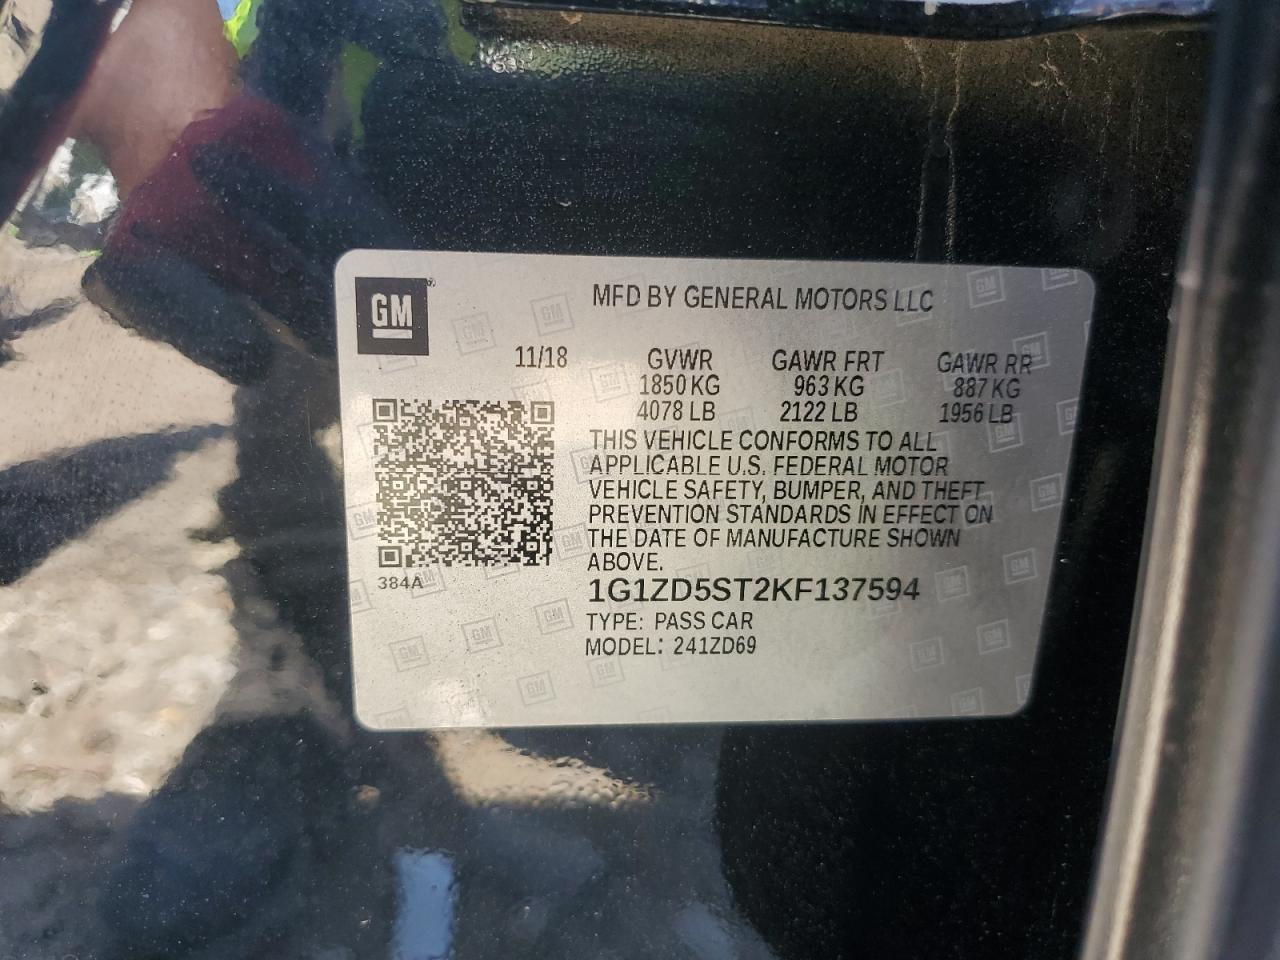 GM
MFD BY GENERAL MOTORS LLC
11/18 GVWR GAWR FRT GAWR RR
1850 KG 963 KG 887 KG
4078 LB 2122 LB 1956 LB
THIS VEHICLE CONFORMS TO ALL
APPLICABLE U.S. FEDERAL MOTOR
VEHICLE SAFETY, BUMPER, AND THEFT
PREVENTION STANDARDS IN EFFECT ON
THE DATE OF MANUFACTURE SHOWN
ABOVE.
384A
1G1ZD5ST2KF137594
TYPE: PASS CAR
MODEL: 241ZD69